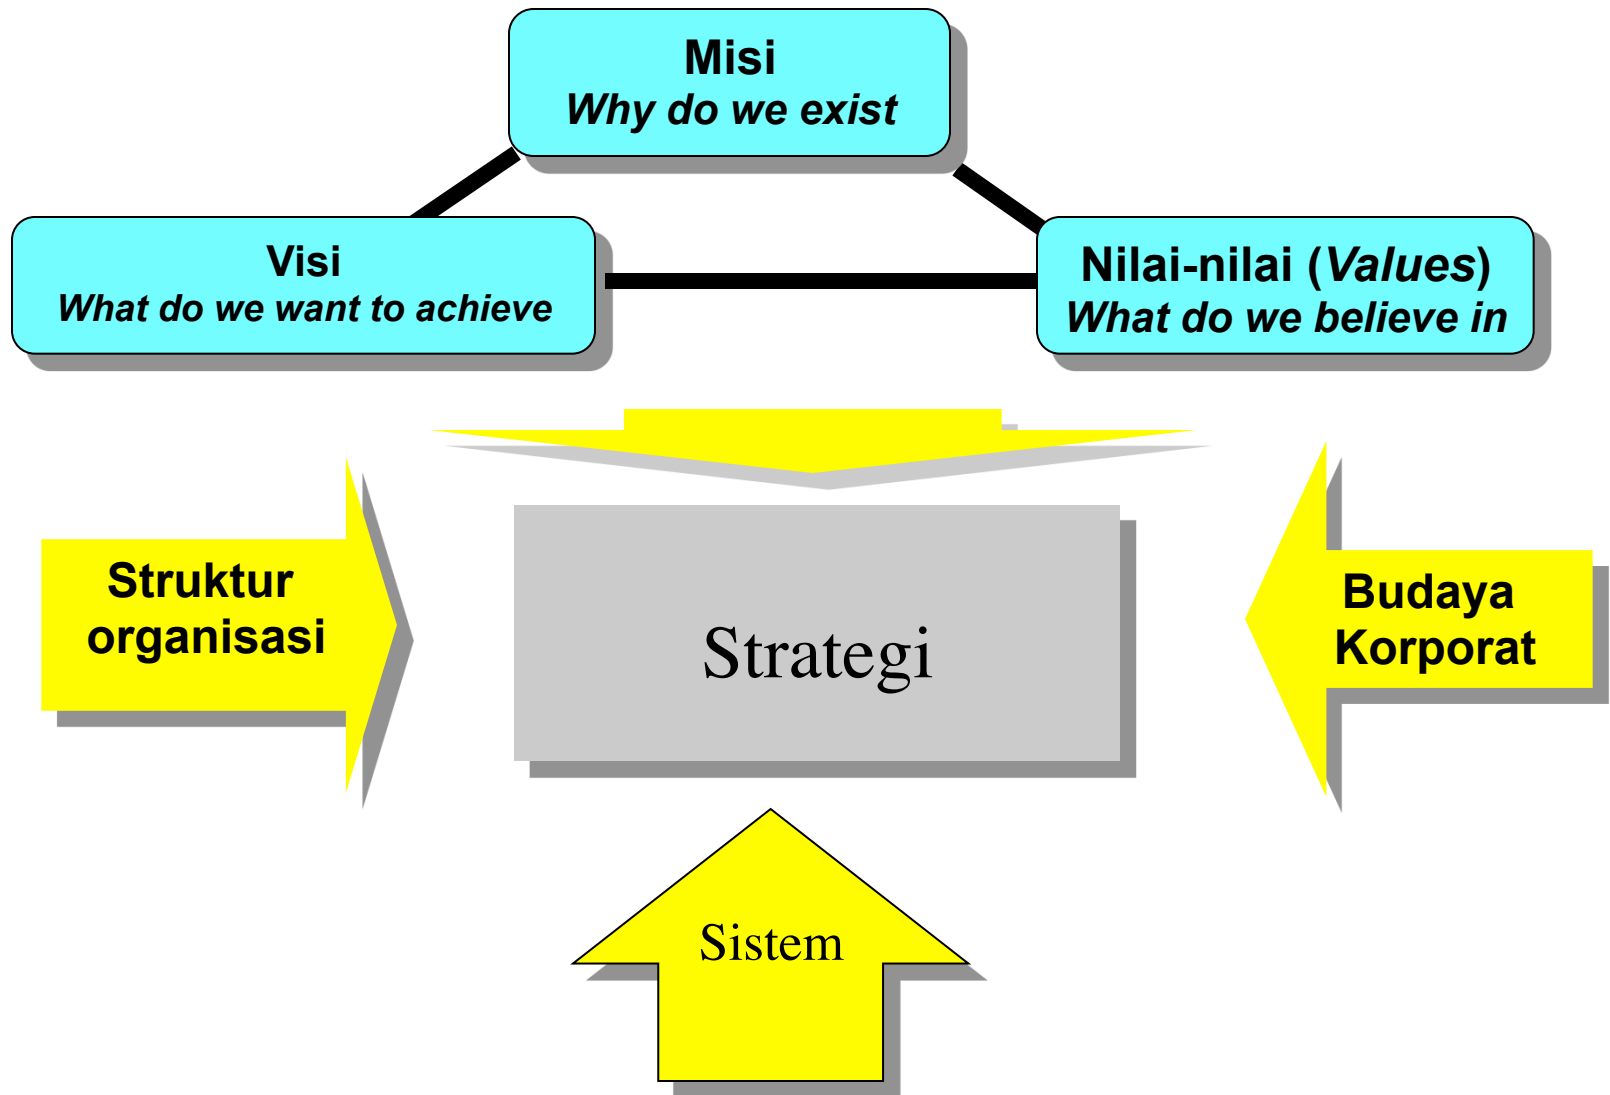 Misi
Why do we exist
Visi
What do we want to achieve
Nilai-nilai (Values)
What do we believe in
Struktur
organisasi
Strategi
Budaya
Korporat
Sistem